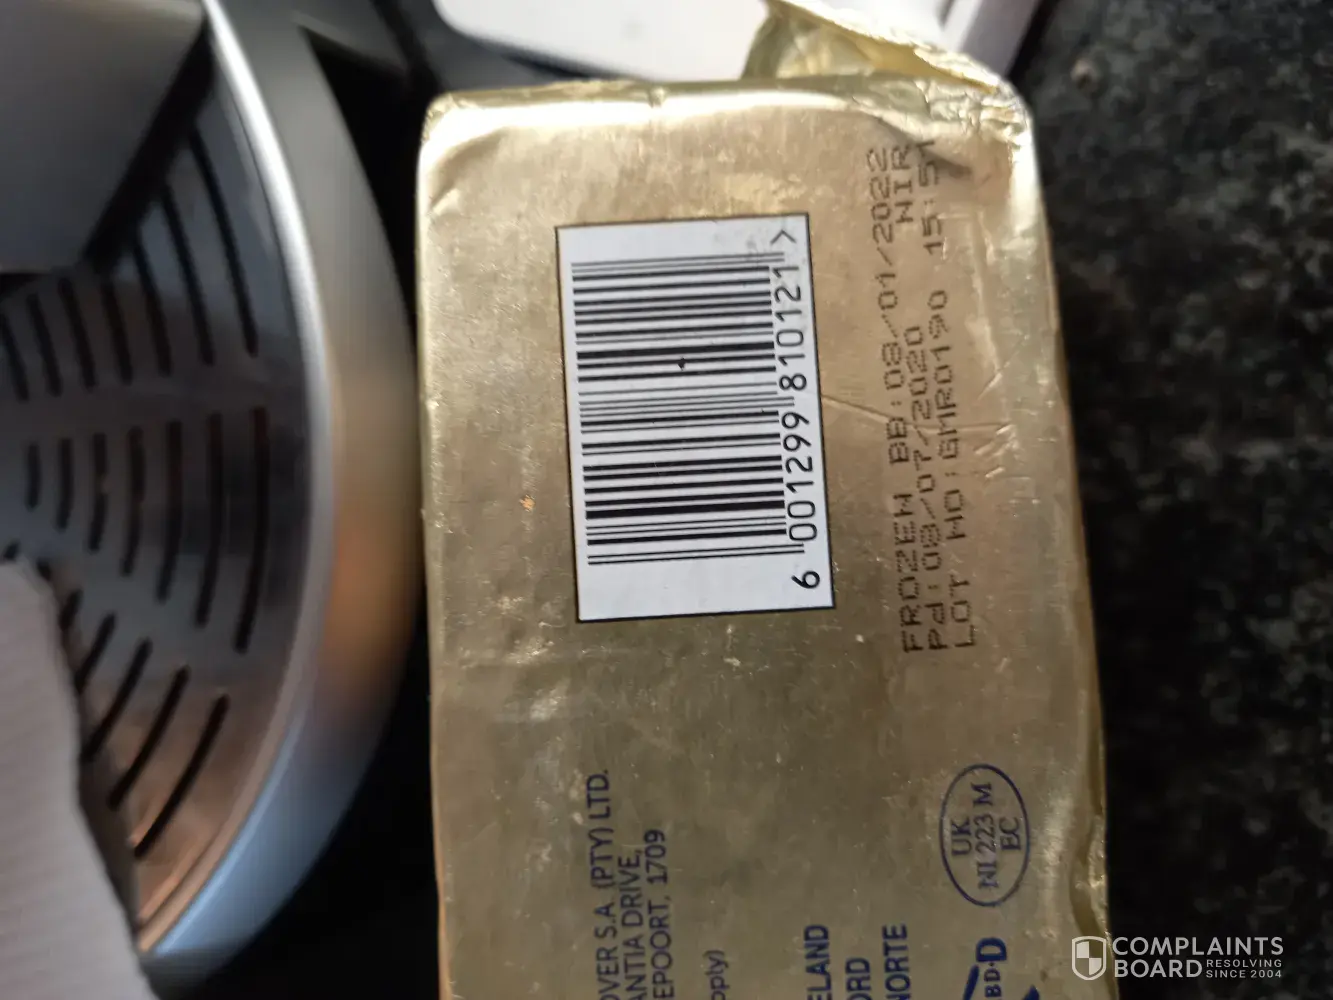 6 001299 810121 >
FROZEN BB:08/01/2022
Pd:08/07/2020 NIR
LOT NO:GMR0190 15:51
OVER S.A (PTY) LTD.
ANTIA DRIVE,
EPOORT, 1709
pply)
ELAND
ORD
NORTE
UK
NI 223 M
EC
BD·D
COMPLAINTS
BOARD RESOLVING
SINCE 2004